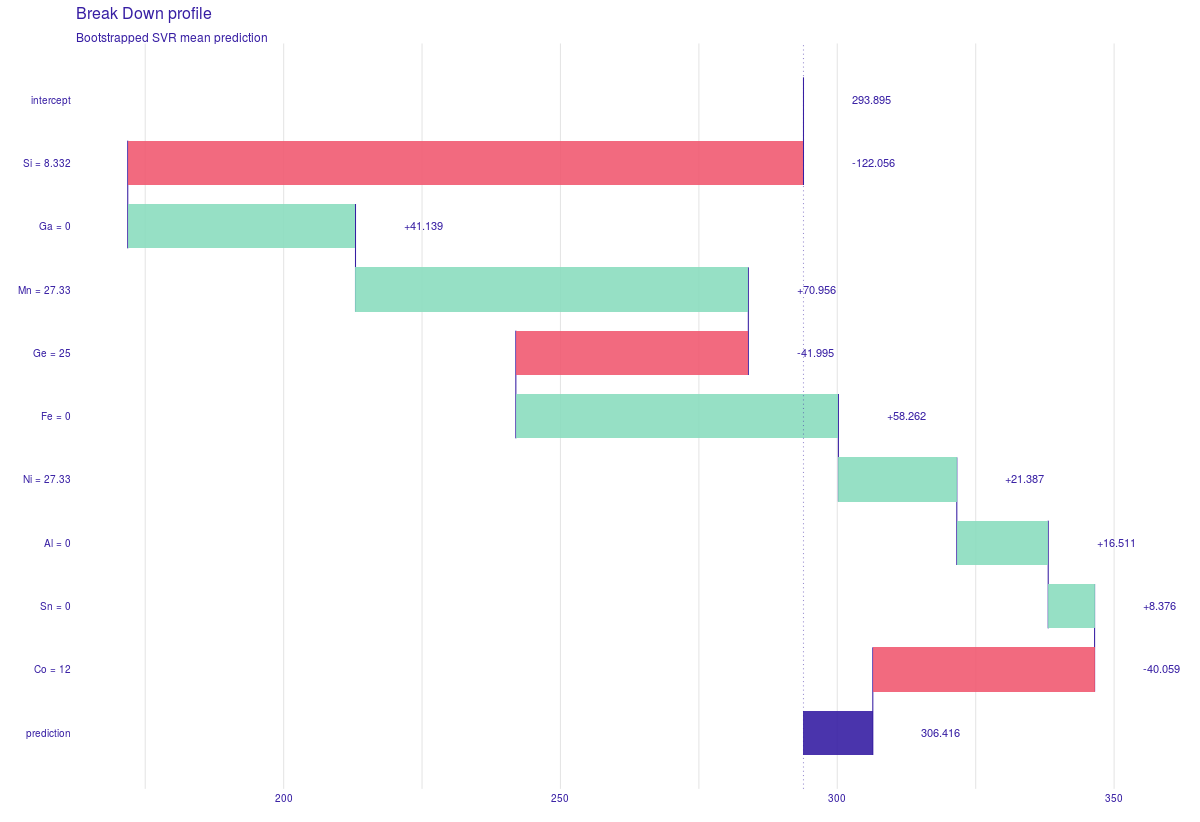 Break Down profile
Bootstrapped SVR mean prediction
intercept 293.895
Si = 8.332 -122.056
Ga = 0 +41.139
Mn = 27.33 +70.956
Ge = 25 -41.995
Fe = 0 +58.262
Ni = 27.33 +21.387
Al = 0 +16.511
Sn = 0 +8.376
Co = 12 -40.059
prediction 306.416
200 250 300 350